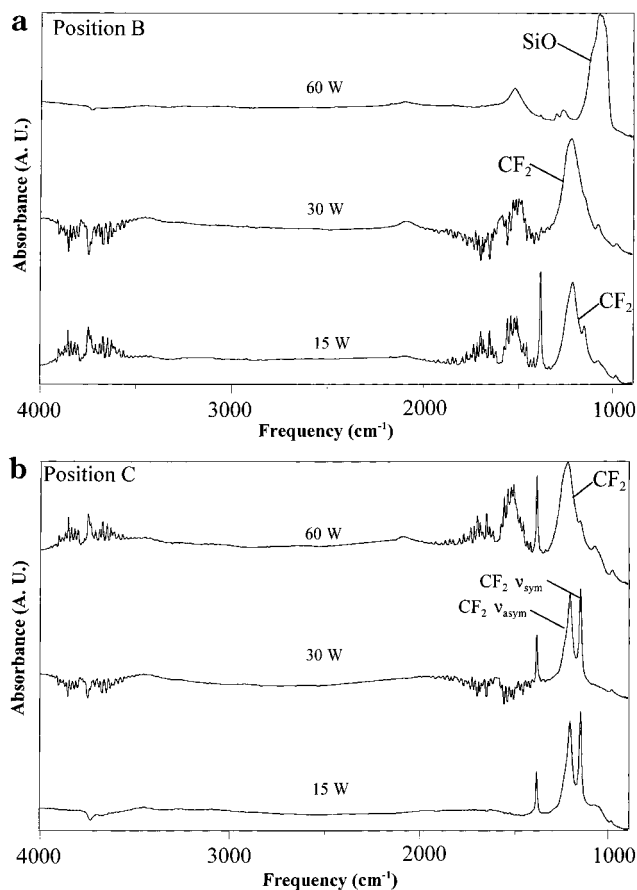 a
Position B
SiO
60 W
CF₂
30 W
CF₂
15 W
Absorbance (A. U.)
4000 3000 2000 1000
Frequency (cm⁻¹)
b
Position C
CF₂
60 W
CF₂ νsym
CF₂ νasym
30 W
15 W
Absorbance (A. U.)
4000 3000 2000 1000
Frequency (cm⁻¹)